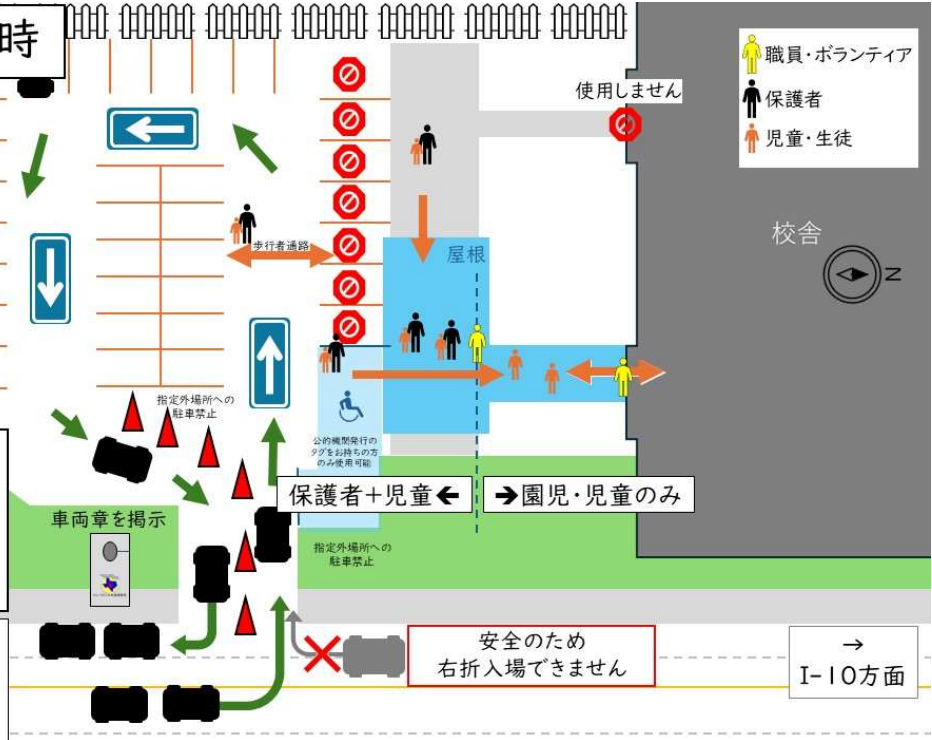 時
使用しません
職員・ボランティア
保護者
児童・生徒
校舎
N
屋根
歩行者通路
指定外場所への
駐車禁止
公的機関発行の
タグをお持ちの方
のみ使用可能
保護者+児童←
→園児・児童のみ
車両章を掲示
指定外場所への
駐車禁止
安全のため
右折入場できません
→
I-10方面